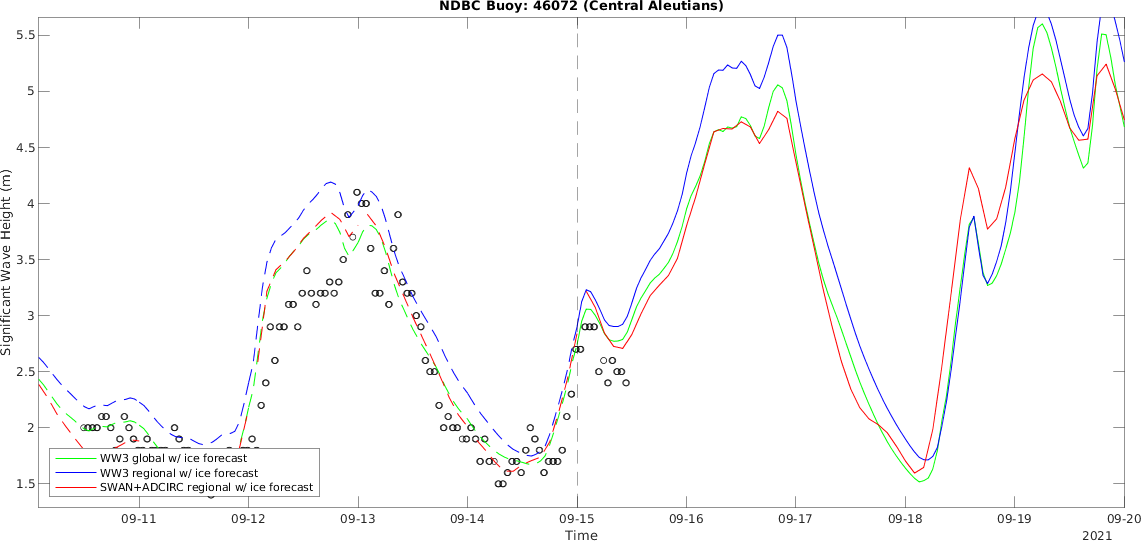 NDBC Buoy: 46072 (Central Aleutians)
Significant Wave Height (m)
5.5
5
4.5
4
3.5
3
2.5
2
1.5
WW3 global w/ ice forecast
WW3 regional w/ ice forecast
SWAN+ADCIRC regional w/ ice forecast
09-11 09-12 09-13 09-14 09-15 09-16 09-17 09-18 09-19 09-20
Time
2021